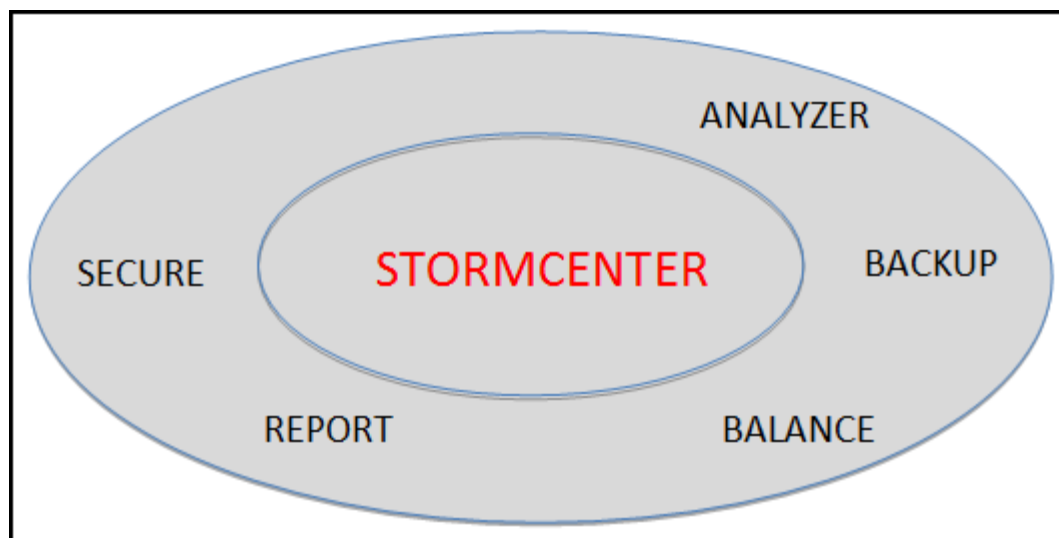 ANALYZER
SECURE
STORMCENTER
BACKUP
REPORT
BALANCE